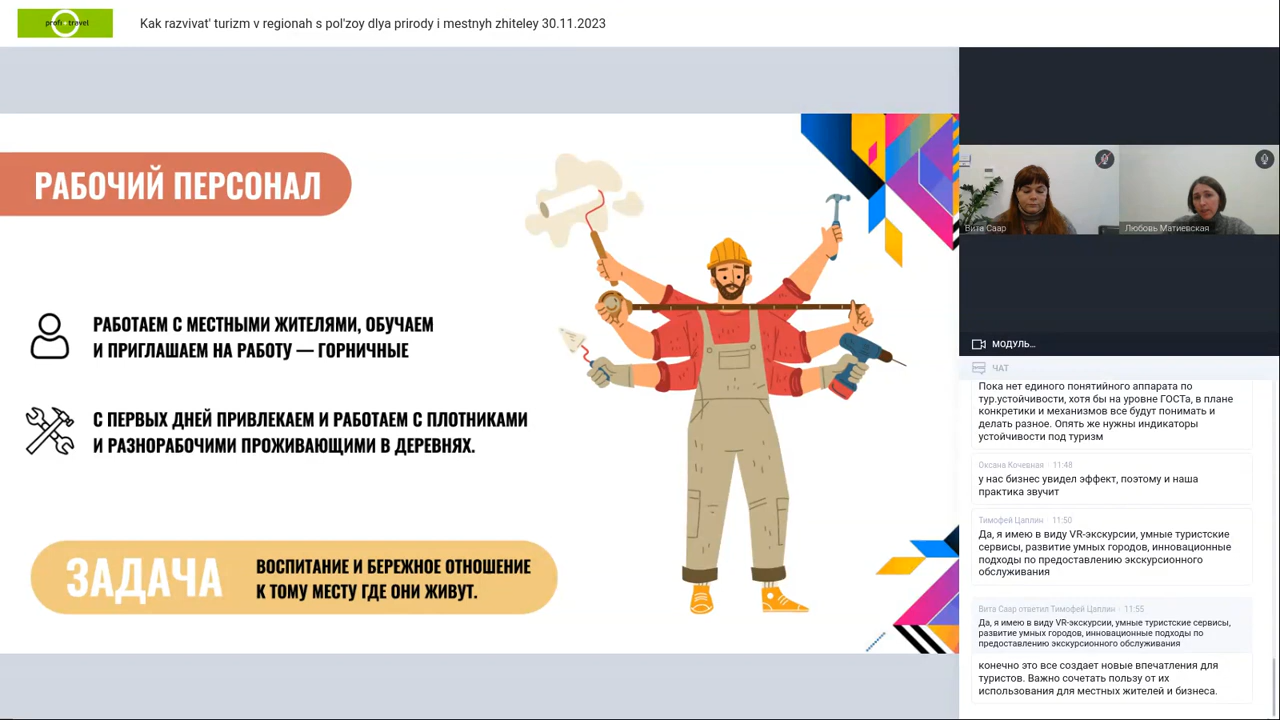 profi travel
Kak razvivat' turizm v regionah s pol'zoy dlya prirody i mestnyh zhiteley 30.11.2023
РАБОЧИЙ ПЕРСОНАЛ
РАБОТАЕМ С МЕСТНЫМИ ЖИТЕЛЯМИ, ОБУЧАЕМ
И ПРИГЛАШАЕМ НА РАБОТУ — ГОРНИЧНЫЕ
С ПЕРВЫХ ДНЕЙ ПРИВЛЕКАЕМ И РАБОТАЕМ С ПЛОТНИКАМИ
И РАЗНОРАБОЧИМИ ПРОЖИВАЮЩИМИ В ДЕРЕВНЯХ.
ЗАДАЧА
ВОСПИТАНИЕ И БЕРЕЖНОЕ ОТНОШЕНИЕ
К ТОМУ МЕСТУ ГДЕ ОНИ ЖИВУТ.
Вита Саар
Любовь Матиевская
МОДУЛЬ...
ЧАТ
Пока нет единого понятийного аппарата по
тур.устойчивости, хотя бы на уровне ГОСТа, в плане
конкретики и механизмов все будут понимать и
делать разное. Опять же нужны индикаторы
устойчивости под туризм
Оксана Кочевная · 11:48
у нас бизнес увидел эффект, поэтому и наша
практика звучит
Тимофей Цаплин · 11:50
Да, я имею в виду VR-экскурсии, умные туристские
сервисы, развитие умных городов, инновационные
подходы по предоставлению экскурсионного
обслуживания
Вита Саар ответил Тимофей Цаплин · 11:55
Да, я имею в виду VR-экскурсии, умные туристские сервисы,
развитие умных городов, инновационные подходы по
предоставлению экскурсионного обслуживания
конечно это все создает новые впечатления для
туристов. Важно сочетать пользу от их
использования для местных жителей и бизнеса.